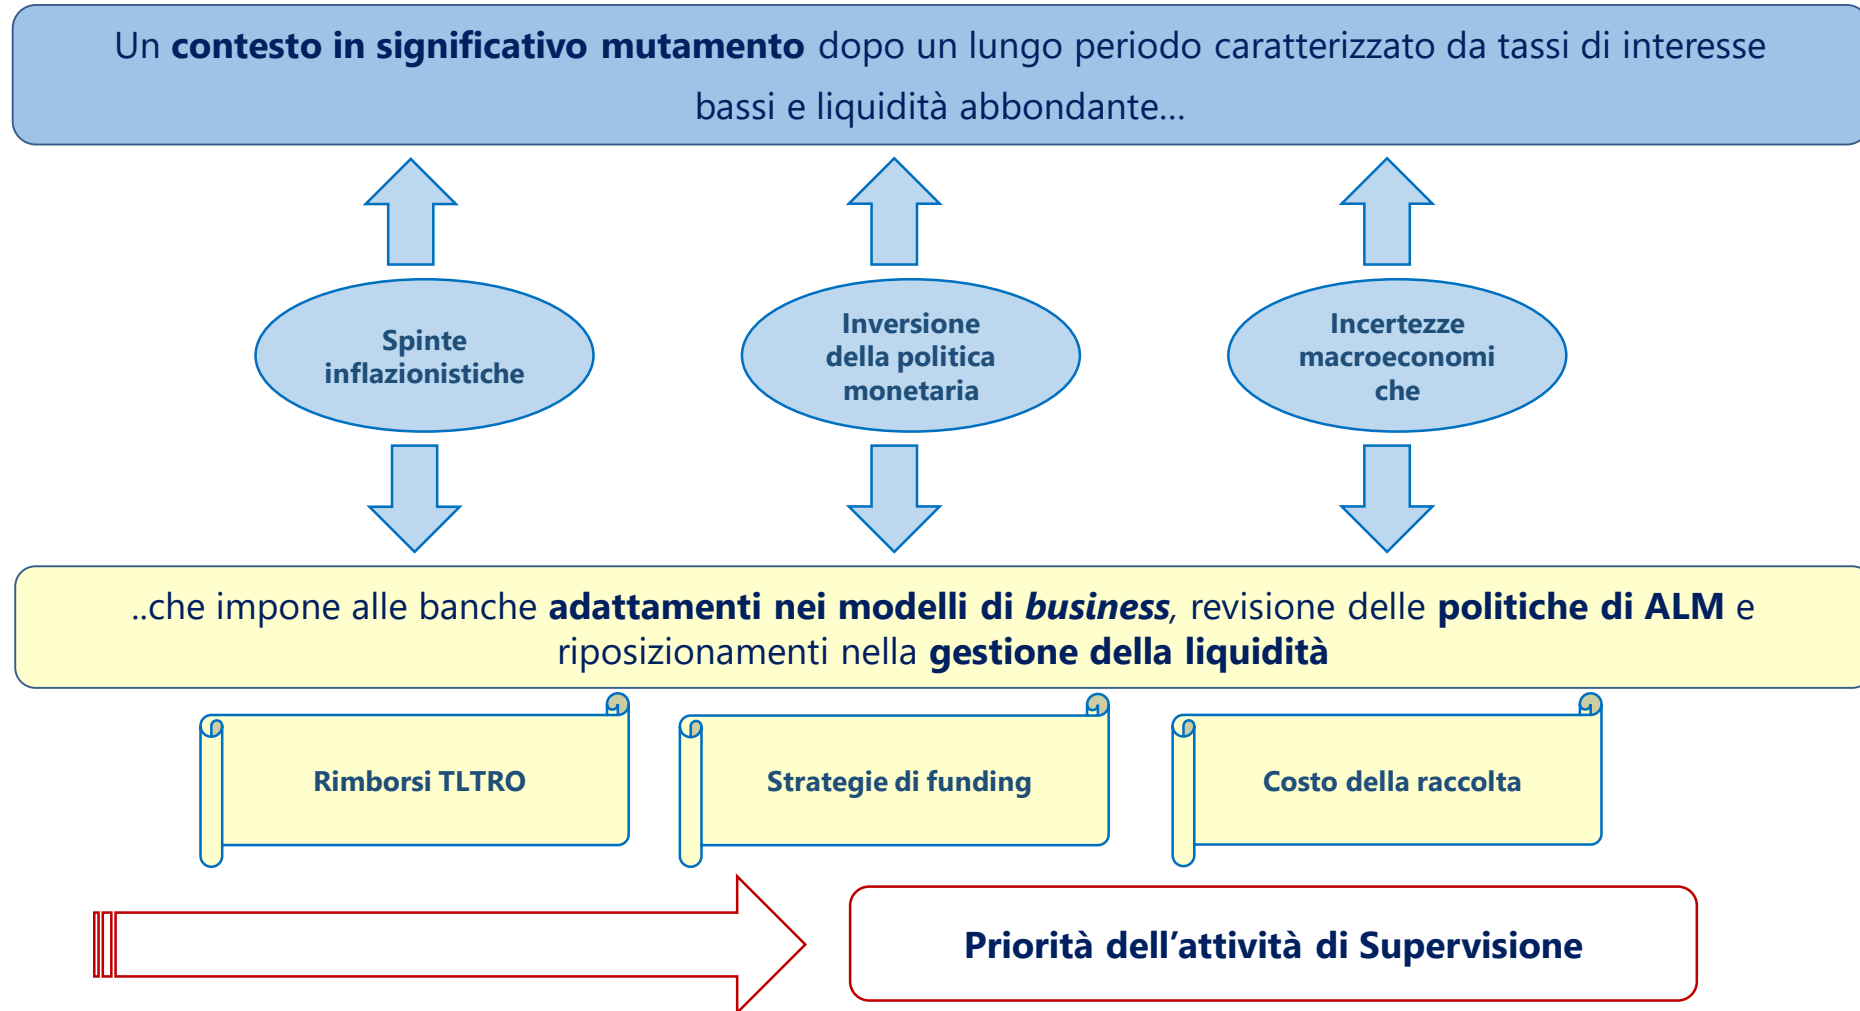 Un contesto in significativo mutamento dopo un lungo periodo caratterizzato da tassi di interesse
bassi e liquidità abbondante...
Spinte
inflazionistiche
Inversione
della politica
monetaria
Incertezze
macroeconomi
che
..che impone alle banche adattamenti nei modelli di business, revisione delle politiche di ALM e
riposizionamenti nella gestione della liquidità
Rimborsi TLTRO
Strategie di funding
Costo della raccolta
Priorità dell’attività di Supervisione